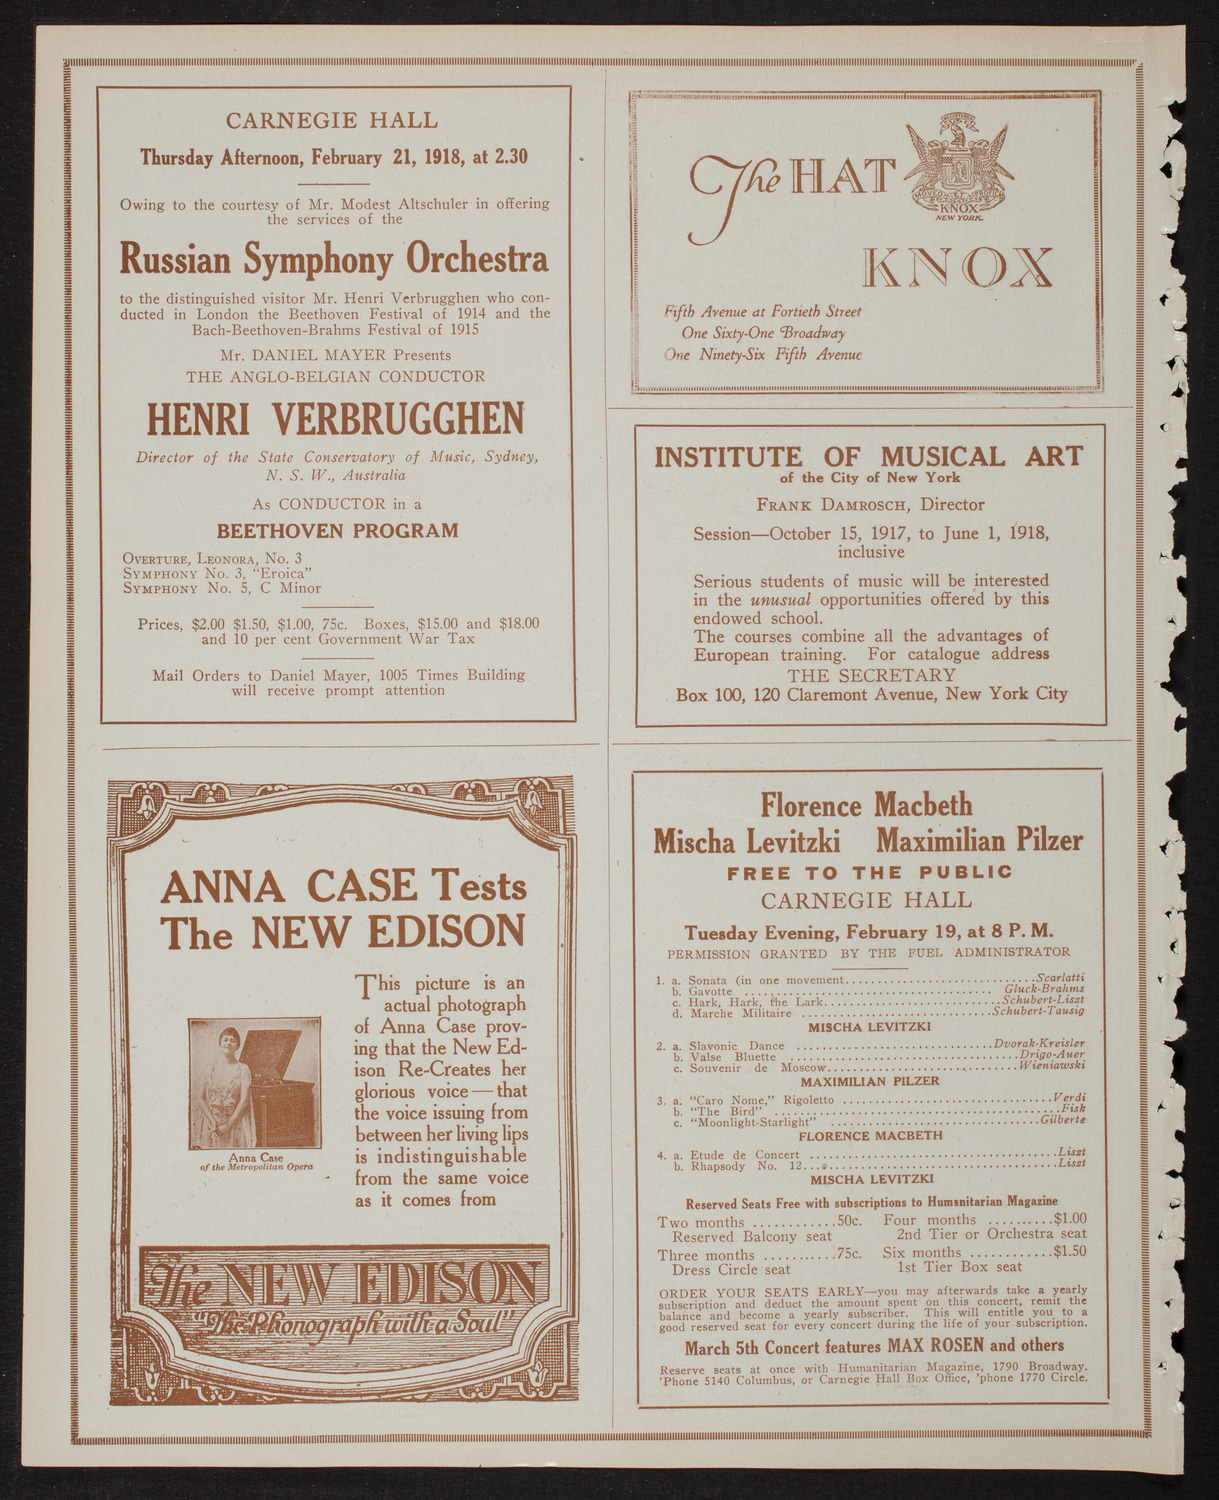 CARNEGIE HALL
Thursday Afternoon, February 21, 1918, at 2.30
Owing to the courtesy of Mr. Modest Altschuler in offering
the services of the
Russian Symphony Orchestra
to the distinguished visitor Mr. Henri Verbrugghen who con-
ducted in London the Beethoven Festival of 1914 and the
Bach-Beethoven-Brahms Festival of 1915
Mr. DANIEL MAYER Presents
THE ANGLO-BELGIAN CONDUCTOR
HENRI VERBRUGGHEN
Director of the State Conservatory of Music, Sydney,
N. S. W., Australia
As CONDUCTOR in a
BEETHOVEN PROGRAM
OVERTURE, LEONORA, No. 3
SYMPHONY No. 3, "Eroica"
SYMPHONY No. 5, C Minor
Prices, $2.00 $1.50, $1.00, 75c. Boxes, $15.00 and $18.00
and 10 per cent Government War Tax
Mail Orders to Daniel Mayer, 1005 Times Building
will receive prompt attention
The HAT
KNOX
NEW YORK.
KNOX
Fifth Avenue at Fortieth Street
One Sixty-One Broadway
One Ninety-Six Fifth Avenue
INSTITUTE OF MUSICAL ART
of the City of New York
FRANK DAMROSCH, Director
Session—October 15, 1917, to June 1, 1918,
inclusive
Serious students of music will be interested
in the unusual opportunities offered by this
endowed school.
The courses combine all the advantages of
European training. For catalogue address
THE SECRETARY
Box 100, 120 Claremont Avenue, New York City
ANNA CASE Tests
The NEW EDISON
This picture is an
actual photograph
of Anna Case prov-
ing that the New Ed-
ison Re-Creates her
glorious voice—that
the voice issuing from
between her living lips
is indistinguishable
from the same voice
as it comes from
Anna Case
of the Metropolitan Opera
The NEW EDISON
"The Phonograph with a Soul"
Florence Macbeth
Mischa Levitzki Maximilian Pilzer
FREE TO THE PUBLIC
CARNEGIE HALL
Tuesday Evening, February 19, at 8 P. M.
PERMISSION GRANTED BY THE FUEL ADMINISTRATOR
1. a. Sonata (in one movement..............................Scarlatti
b. Gavotte ........................................ Gluck-Brahms
c. Hark, Hark, the Lark............................Schubert-Liszt
d. Marche Militaire ..............................Schubert-Tausig
MISCHA LEVITZKI
2. a. Slavonic Dance ...............................Dvorak-Kreisler
b. Valse Bluette ....................................Drigo-Auer
c. Souvenir de Moscow..............................Wieniawski
MAXIMILIAN PILZER
3. a. "Caro Nome," Rigoletto .................................Verdi
b. "The Bird" .............................................Fisk
c. "Moonlight-Starlight" .................................Gilberte
FLORENCE MACBETH
4. a. Etude de Concert .......................................Liszt
b. Rhapsody No. 12........................................Liszt
MISCHA LEVITZKI
Reserved Seats Free with subscriptions to Humanitarian Magazine
Two months ............50c. Four months ..........$1.00
Reserved Balcony seat 2nd Tier or Orchestra seat
Three months ...........75c. Six months ............$1.50
Dress Circle seat 1st Tier Box seat
ORDER YOUR SEATS EARLY—you may afterwards take a yearly
subscription and deduct the amount spent on this concert, remit the
balance and become a yearly subscriber. This will entitle you to a
good reserved seat for every concert during the life of your subscription.
March 5th Concert features MAX ROSEN and others
Reserve seats at once with Humanitarian Magazine, 1790 Broadway.
'Phone 5140 Columbus, or Carnegie Hall Box Office, 'phone 1770 Circle.